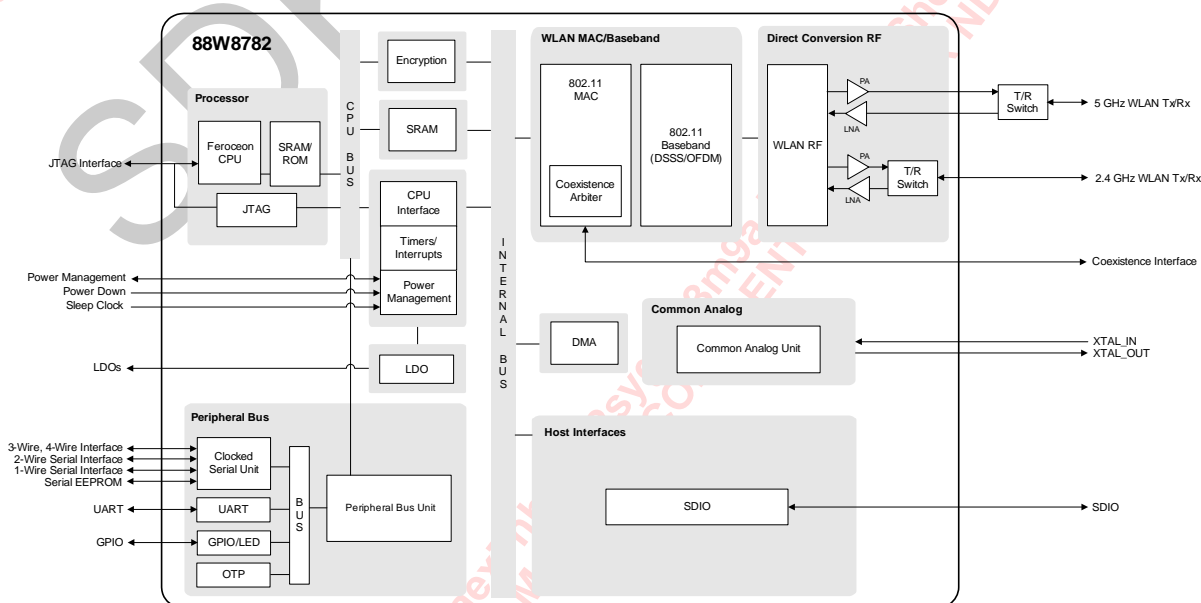 88W8782
Processor
Feroceon
CPU
SRAM/
ROM
JTAG
JTAG Interface
CPU BUS
Encryption
SRAM
CPU
Interface
Timers/
Interrupts
Power
Management
Power Management
Power Down
Sleep Clock
LDO
LDOs
INTERNAL BUS
WLAN MAC/Baseband
802.11
MAC
Coexistence
Arbiter
802.11
Baseband
(DSSS/OFDM)
Direct Conversion RF
WLAN RF
PA
LNA
T/R
Switch
5 GHz WLAN Tx/Rx
PA
LNA
T/R
Switch
2.4 GHz WLAN Tx/Rx
Coexistence Interface
DMA
Common Analog
Common Analog Unit
XTAL_IN
XTAL_OUT
Peripheral Bus
3-Wire, 4-Wire Interface
2-Wire Serial Interface
1-Wire Serial Interface
Serial EEPROM
Clocked
Serial Unit
UART
UART
GPIO
GPIO/LED
OTP
BUS
Peripheral Bus Unit
Host Interfaces
SDIO
SDIO